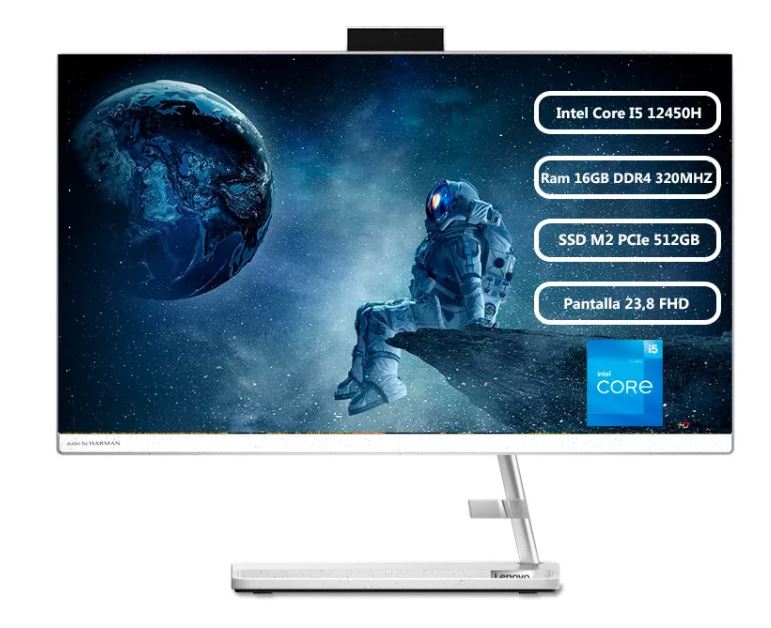 Intel Core I5 12450H
Ram 16GB DDR4 320MHZ
SSD M2 PCIe 512GB
Pantalla 23,8 FHD
i5
intel
CORE
HD
audio by HARMAN
Lenovo